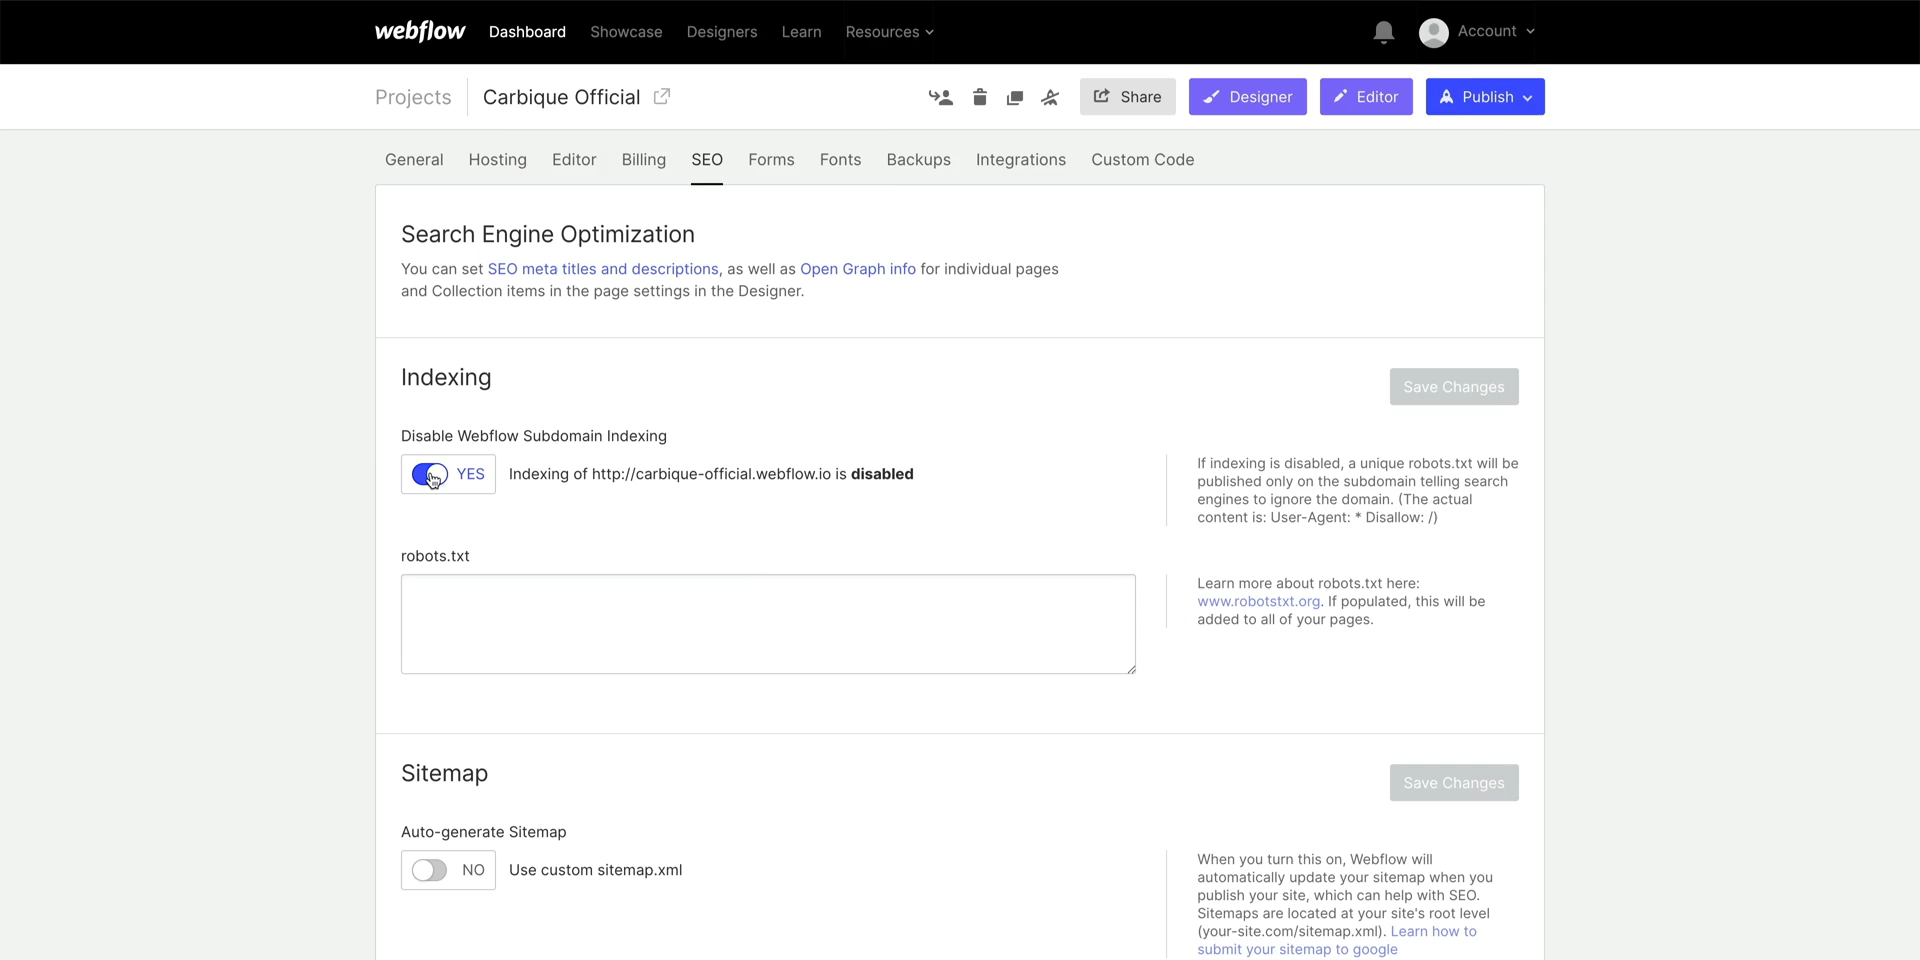 webflow Dashboard Showcase Designers Learn Resources Account
Projects Carbique Official Share Designer Editor Publish
General Hosting Editor Billing SEO Forms Fonts Backups Integrations Custom Code
Search Engine Optimization
You can set SEO meta titles and descriptions, as well as Open Graph info for individual pages
and Collection items in the page settings in the Designer.
Indexing
Save Changes
Disable Webflow Subdomain Indexing
YES Indexing of http://carbique-official.webflow.io is disabled
If indexing is disabled, a unique robots.txt will be
published only on the subdomain telling search
engines to ignore the domain. (The actual
content is: User-Agent: * Disallow: /)
robots.txt
Learn more about robots.txt here:
www.robotstxt.org. If populated, this will be
added to all of your pages.
Sitemap
Save Changes
Auto-generate Sitemap
NO Use custom sitemap.xml
When you turn this on, Webflow will
automatically update your sitemap when you
publish your site, which can help with SEO.
Sitemaps are located at your site's root level
(your-site.com/sitemap.xml). Learn how to
submit your sitemap to google